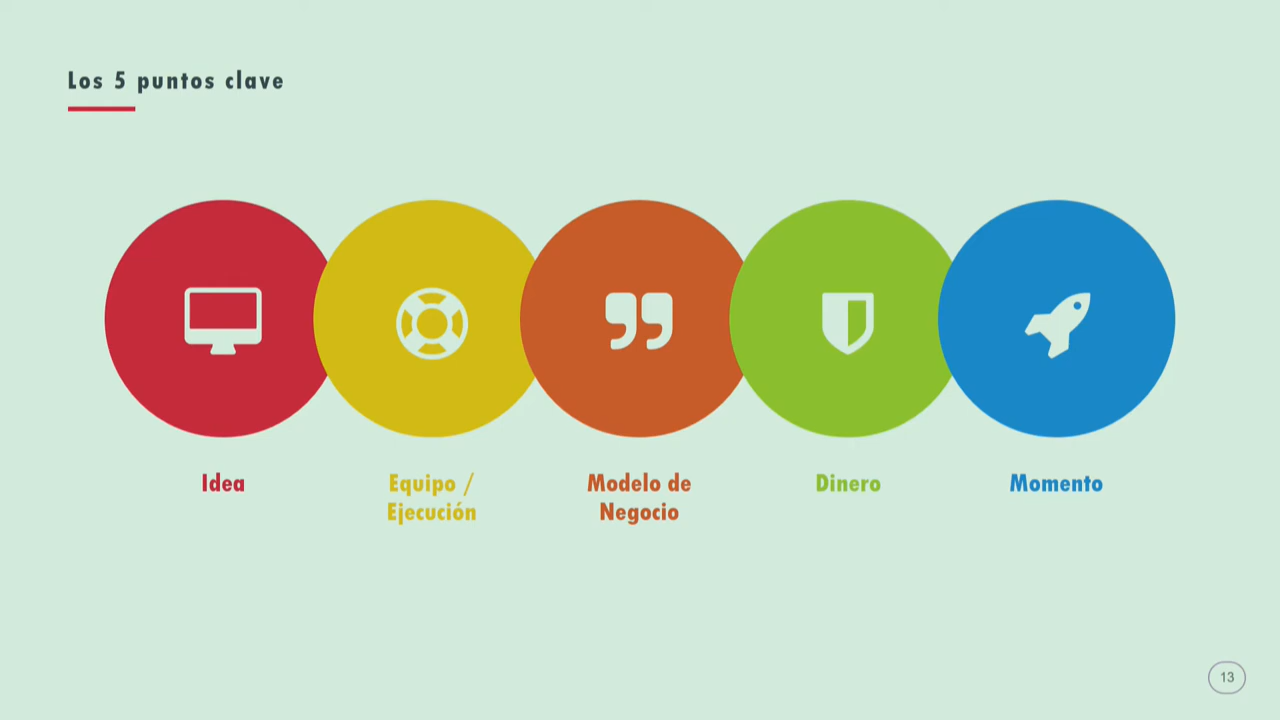 Los 5 puntos clave
Idea
Equipo /
Ejecución
Modelo de
Negocio
Dinero
Momento
13